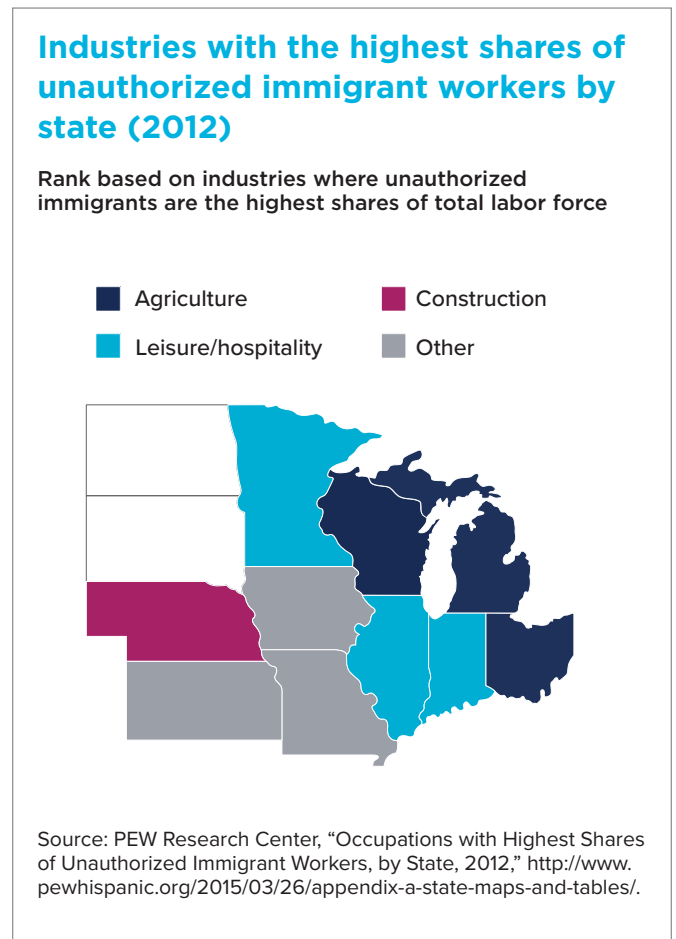 Industries with the highest shares of
unauthorized immigrant workers by
state (2012)
Rank based on industries where unauthorized
immigrants are the highest shares of total labor force
Agriculture
Construction
Leisure/hospitality
Other
Source: PEW Research Center, “Occupations with Highest Shares
of Unauthorized Immigrant Workers, by State, 2012,” http://www.
pewhispanic.org/2015/03/26/appendix-a-state-maps-and-tables/.